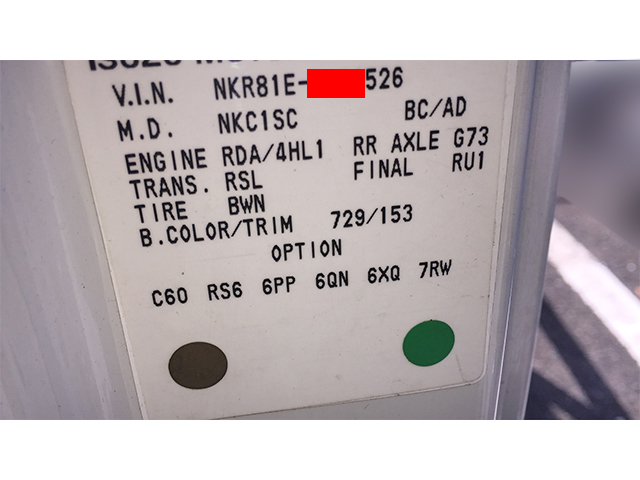 V.I.N. NKR81E- 526
M.D. NKC1SC BC/AD
ENGINE RDA/4HL1 RR AXLE G73
TRANS. RSL FINAL RU1
TIRE BWN
B.COLOR/TRIM 729/153
OPTION
C60 RS6 6PP 6QN 6XQ 7RW